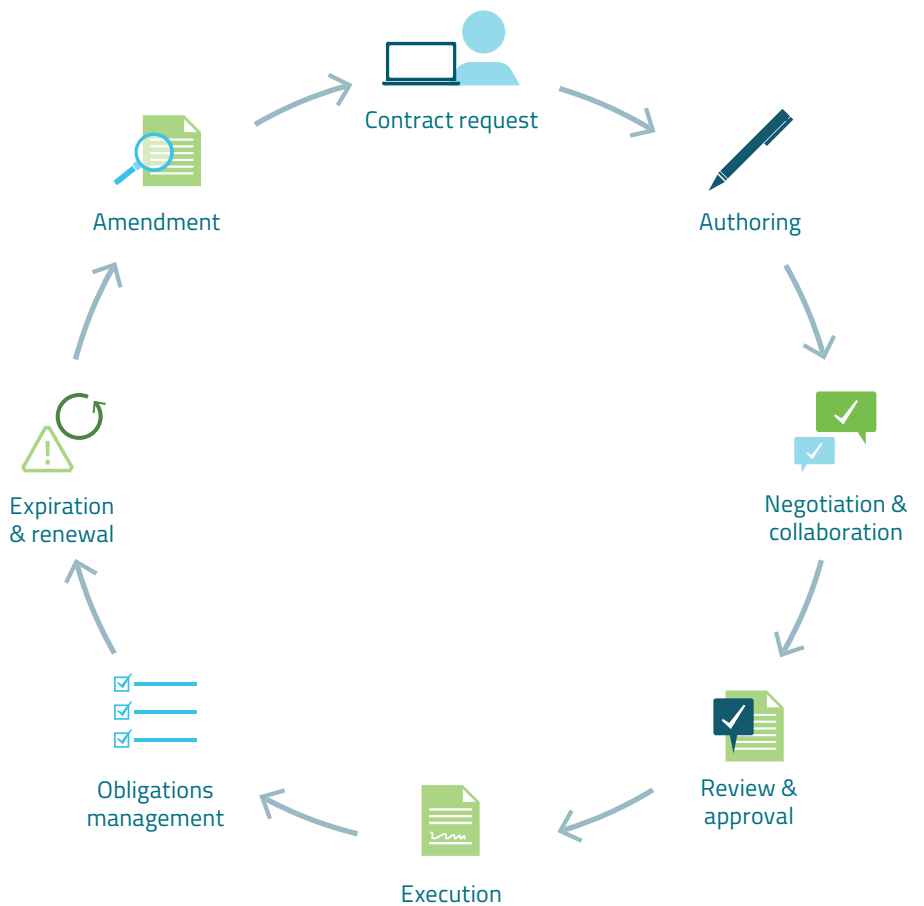 Contract request
Authoring
Negotiation &
collaboration
Review &
approval
Execution
Obligations
management
Expiration
& renewal
Amendment